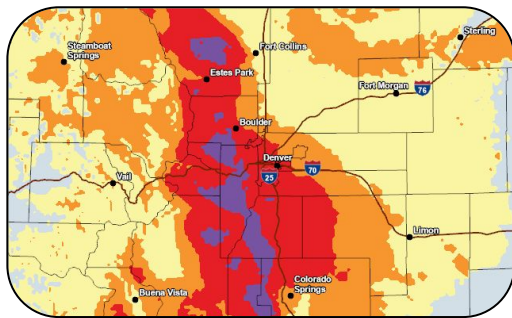 Sterling
Steamboat
Springs
Fort Collins
Estes Park
Fort Morgan
76
Boulder
Denver
25
70
Vail
Limon
Colorado
Springs
Buena Vista